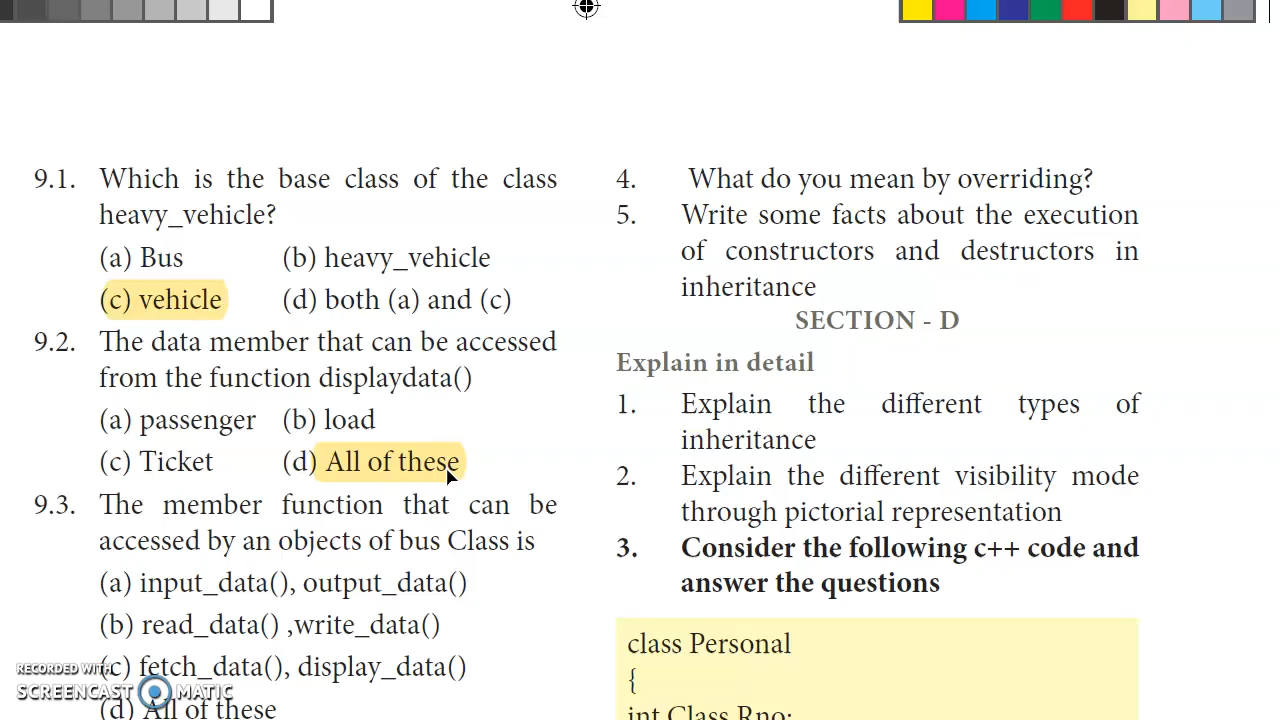 9.1. Which is the base class of the class
heavy_vehicle?
(a) Bus (b) heavy_vehicle
(c) vehicle (d) both (a) and (c)
9.2. The data member that can be accessed
from the function displaydata()
(a) passenger (b) load
(c) Ticket (d) All of these
9.3. The member function that can be
accessed by an objects of bus Class is
(a) input_data(), output_data()
(b) read_data() ,write_data()
(c) fetch_data(), display_data()
(d) All of these
4. What do you mean by overriding?
5. Write some facts about the execution
of constructors and destructors in
inheritance
SECTION - D
Explain in detail
1. Explain the different types of
inheritance
2. Explain the different visibility mode
through pictorial representation
3. Consider the following c++ code and
answer the questions
class Personal
{
int Class Rno;
RECORDED WITH
SCREENCAST MATIC